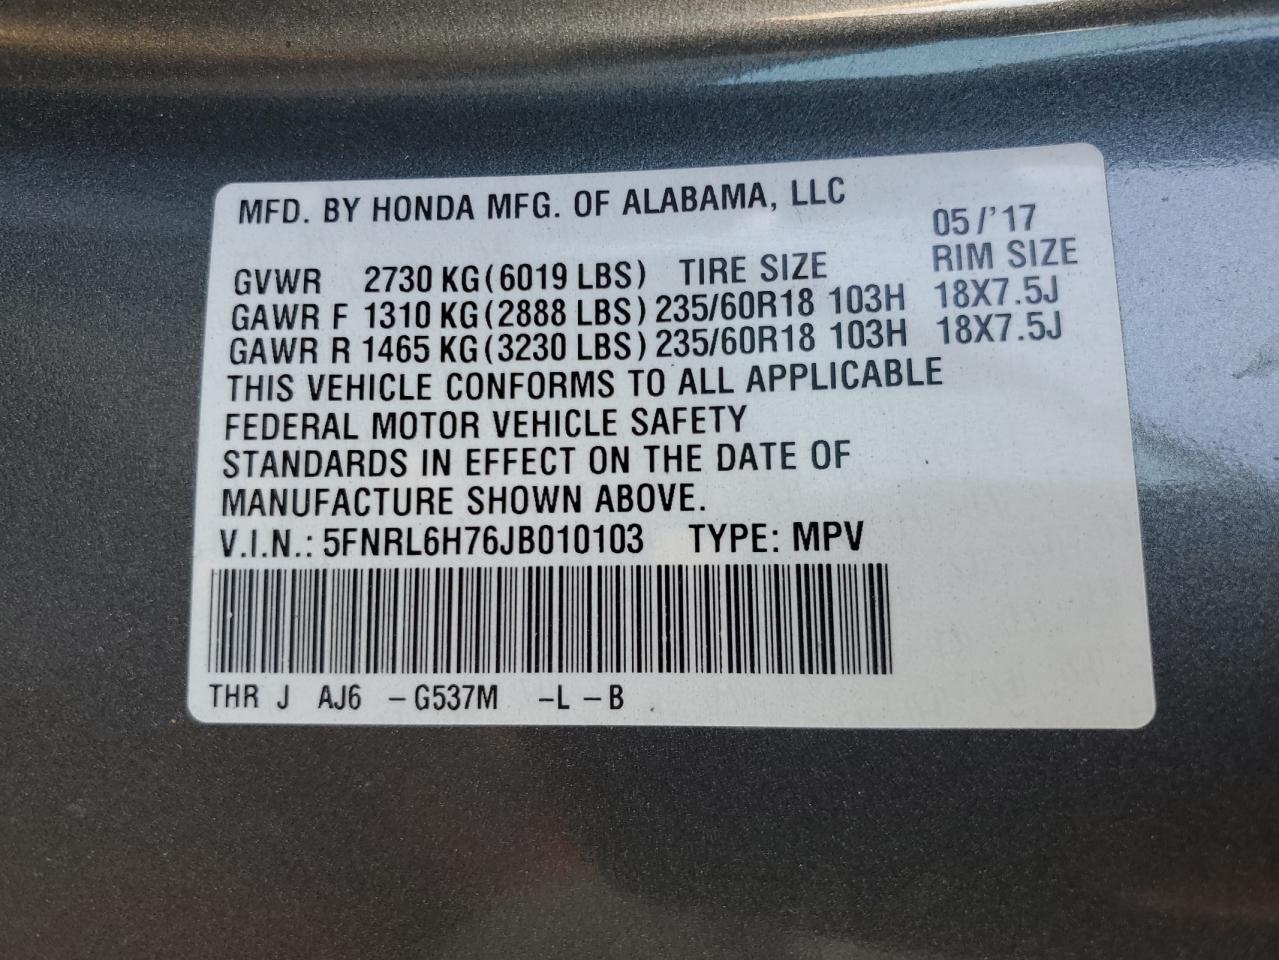 MFD. BY HONDA MFG. OF ALABAMA, LLC
05/'17
GVWR 2730 KG (6019 LBS) TIRE SIZE RIM SIZE
GAWR F 1310 KG (2888 LBS) 235/60R18 103H 18X7.5J
GAWR R 1465 KG (3230 LBS) 235/60R18 103H 18X7.5J
THIS VEHICLE CONFORMS TO ALL APPLICABLE
FEDERAL MOTOR VEHICLE SAFETY
STANDARDS IN EFFECT ON THE DATE OF
MANUFACTURE SHOWN ABOVE.
V.I.N.: 5FNRL6H76JB010103 TYPE: MPV
THR J AJ6 -G537M -L -B